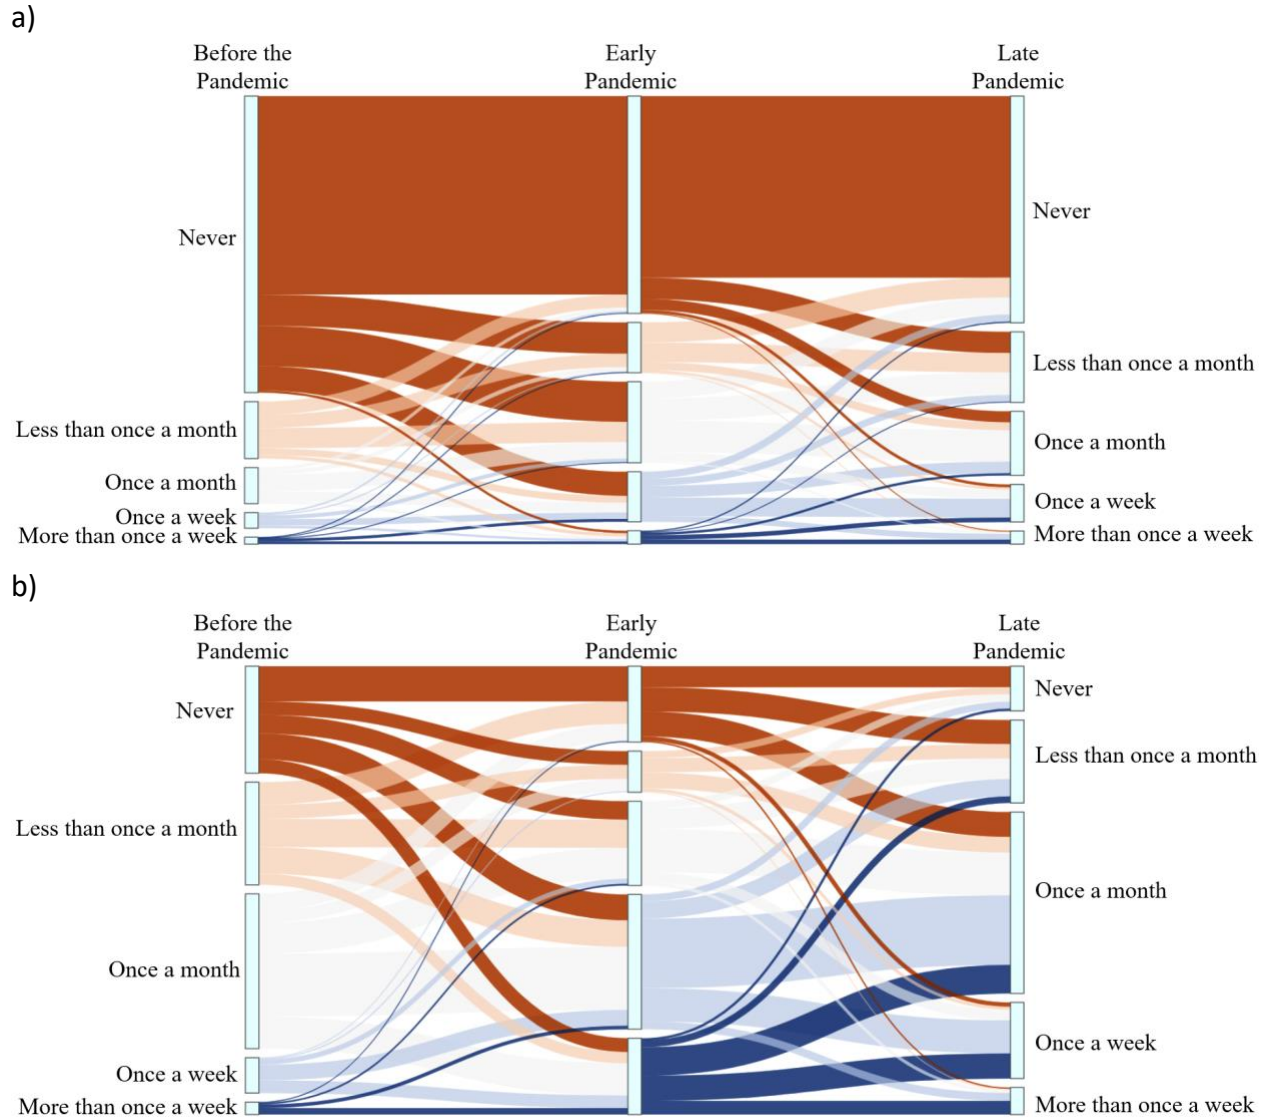 a)
Before the
Pandemic
Early
Pandemic
Late
Pandemic
Never
Less than once a month
Once a month
Once a week
More than once a week
Never
Less than once a month
Once a month
Once a week
More than once a week
b)
Before the
Pandemic
Early
Pandemic
Late
Pandemic
Never
Less than once a month
Once a month
Once a week
More than once a week
Never
Less than once a month
Once a month
Once a week
More than once a week